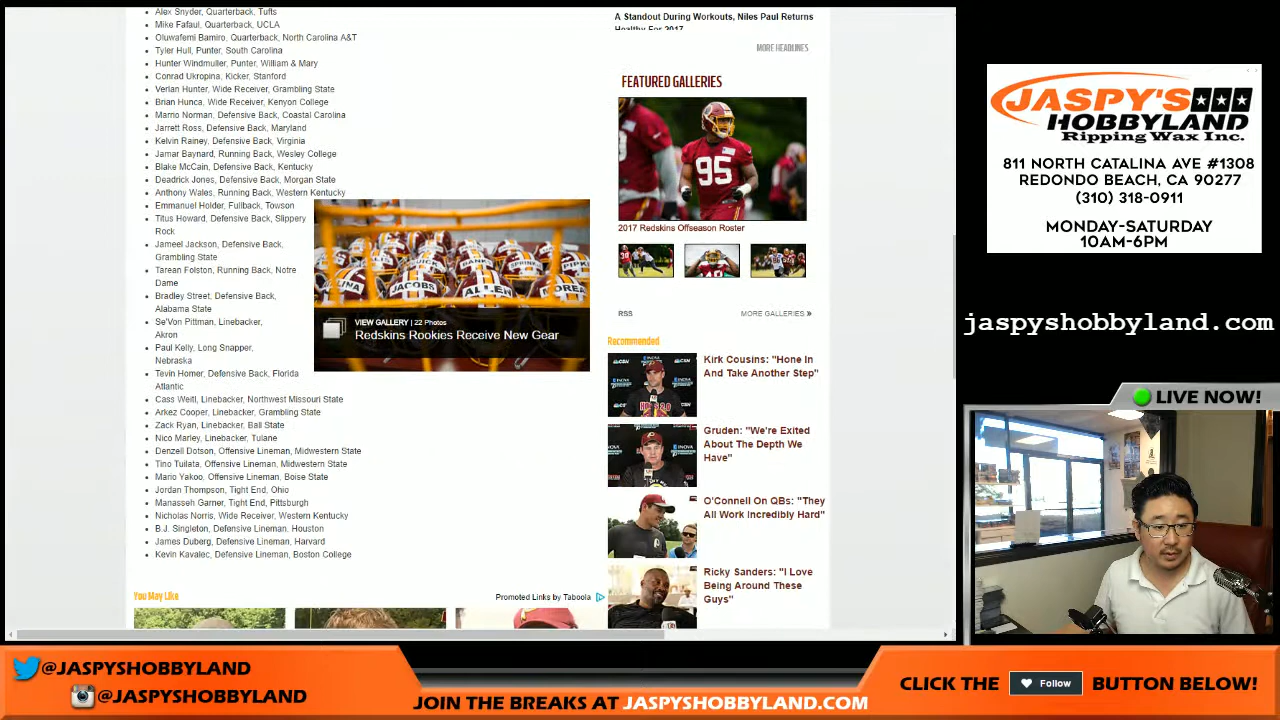 Alex Snyder, Quarterback, Tufts
Mike Fafaul, Quarterback, UCLA
Oluwafemi Bamiro, Quarterback, North Carolina A&T
Tyler Hull, Punter, South Carolina
Hunter Windmuller, Punter, William & Mary
Conrad Ukropina, Kicker, Stanford
Verlan Hunter, Wide Receiver, Grambling State
Brian Hunca, Wide Receiver, Kenyon College
Marno Norman, Defensive Back, Coastal Carolina
Jarrett Ross, Defensive Back, Maryland
Kelvin Rainey, Defensive Back, Virginia
Jamar Baynard, Running Back, Wesley College
Blake McCain, Defensive Back, Kentucky
Deadrick Jones, Defensive Back, Morgan State
Anthony Wales, Running Back, Western Kentucky
Emmanuel Holder, Fullback, Towson
Titus Howard, Defensive Back, Slippery
Rock
Jameel Jackson, Defensive Back,
Grambling State
Tarean Folston, Running Back, Notre
Dame
Bradley Street, Defensive Back,
Alabama State
Se'Von Pittman, Linebacker,
Akron
Paul Kelly, Long Snapper,
Nebraska
Tevin Homer, Defensive Back, Florida
Atlantic
Cass Weitl, Linebacker, Northwest Missouri State
Arkez Cooper, Linebacker, Grambling State
Zack Ryan, Linebacker, Ball State
Nico Marley, Linebacker, Tulane
Denzell Dotson, Offensive Lineman, Midwestern State
Tino Tuilata, Offensive Lineman, Midwestern State
Mario Yakoo, Offensive Lineman, Boise State
Jordan Thompson, Tight End, Ohio
Manasseh Garner, Tight End, Pittsburgh
Nicholas Norris, Wide Receiver, Western Kentucky
B.J. Singleton, Defensive Lineman, Houston
James Duberg, Defensive Lineman, Harvard
Kevin Kavalec, Defensive Lineman, Boston College
JACOBS
ALLEN
BANKS
VIEW GALLERY | 22 Photos
Redskins Rookies Receive New Gear
You May Like
Promoted Links by Taboola
A Standout During Workouts, Niles Paul Returns
Healthy For 2017
MORE HEADLINES
FEATURED GALLERIES
95
2017 Redskins Offseason Roster
RSS
MORE GALLERIES »
Recommended
Kirk Cousins: "Hone In
And Take Another Step"
Gruden: "We're Exited
About The Depth We
Have"
O'Connell On QBs: "They
All Work Incredibly Hard"
Ricky Sanders: "I Love
Being Around These
Guys"
JASPY'S
HOBBYLAND
Ripping Wax Inc.
811 NORTH CATALINA AVE #1308
REDONDO BEACH, CA 90277
(310) 318-0911
MONDAY-SATURDAY
10AM-6PM
jaspyshobbyland.com
LIVE NOW!
@JASPYSHOBBYLAND
@JASPYSHOBBYLAND
JOIN THE BREAKS AT JASPYSHOBBYLAND.COM
CLICK THE
Follow
BUTTON BELOW!